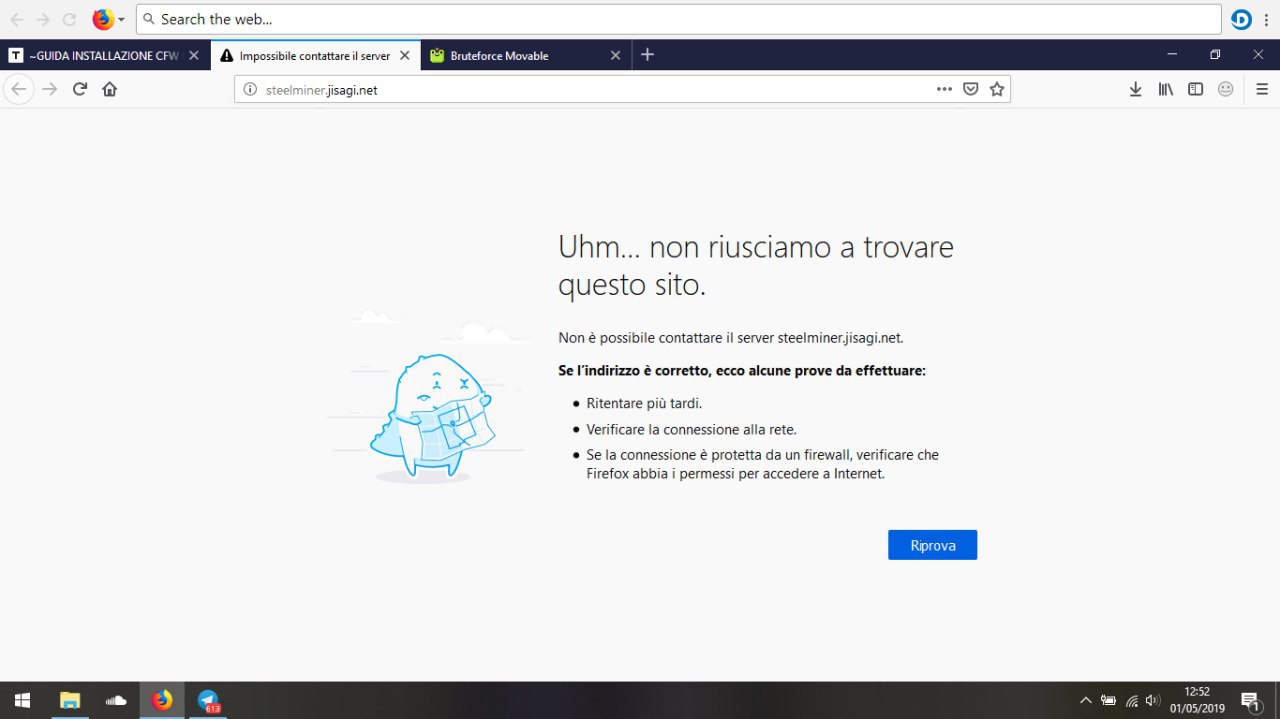 Search the web...
~GUIDA INSTALLAZIONE CFW
Impossibile contattare il server
Bruteforce Movable
steelminer.jisagi.net
Uhm... non riusciamo a trovare
questo sito.
Non è possibile contattare il server steelminer.jisagi.net.
Se l'indirizzo è corretto, ecco alcune prove da effettuare:
Ritentare più tardi.
Verificare la connessione alla rete.
Se la connessione è protetta da un firewall, verificare che
Firefox abbia i permessi per accedere a Internet.
Riprova
613
12:52
01/05/2019
1